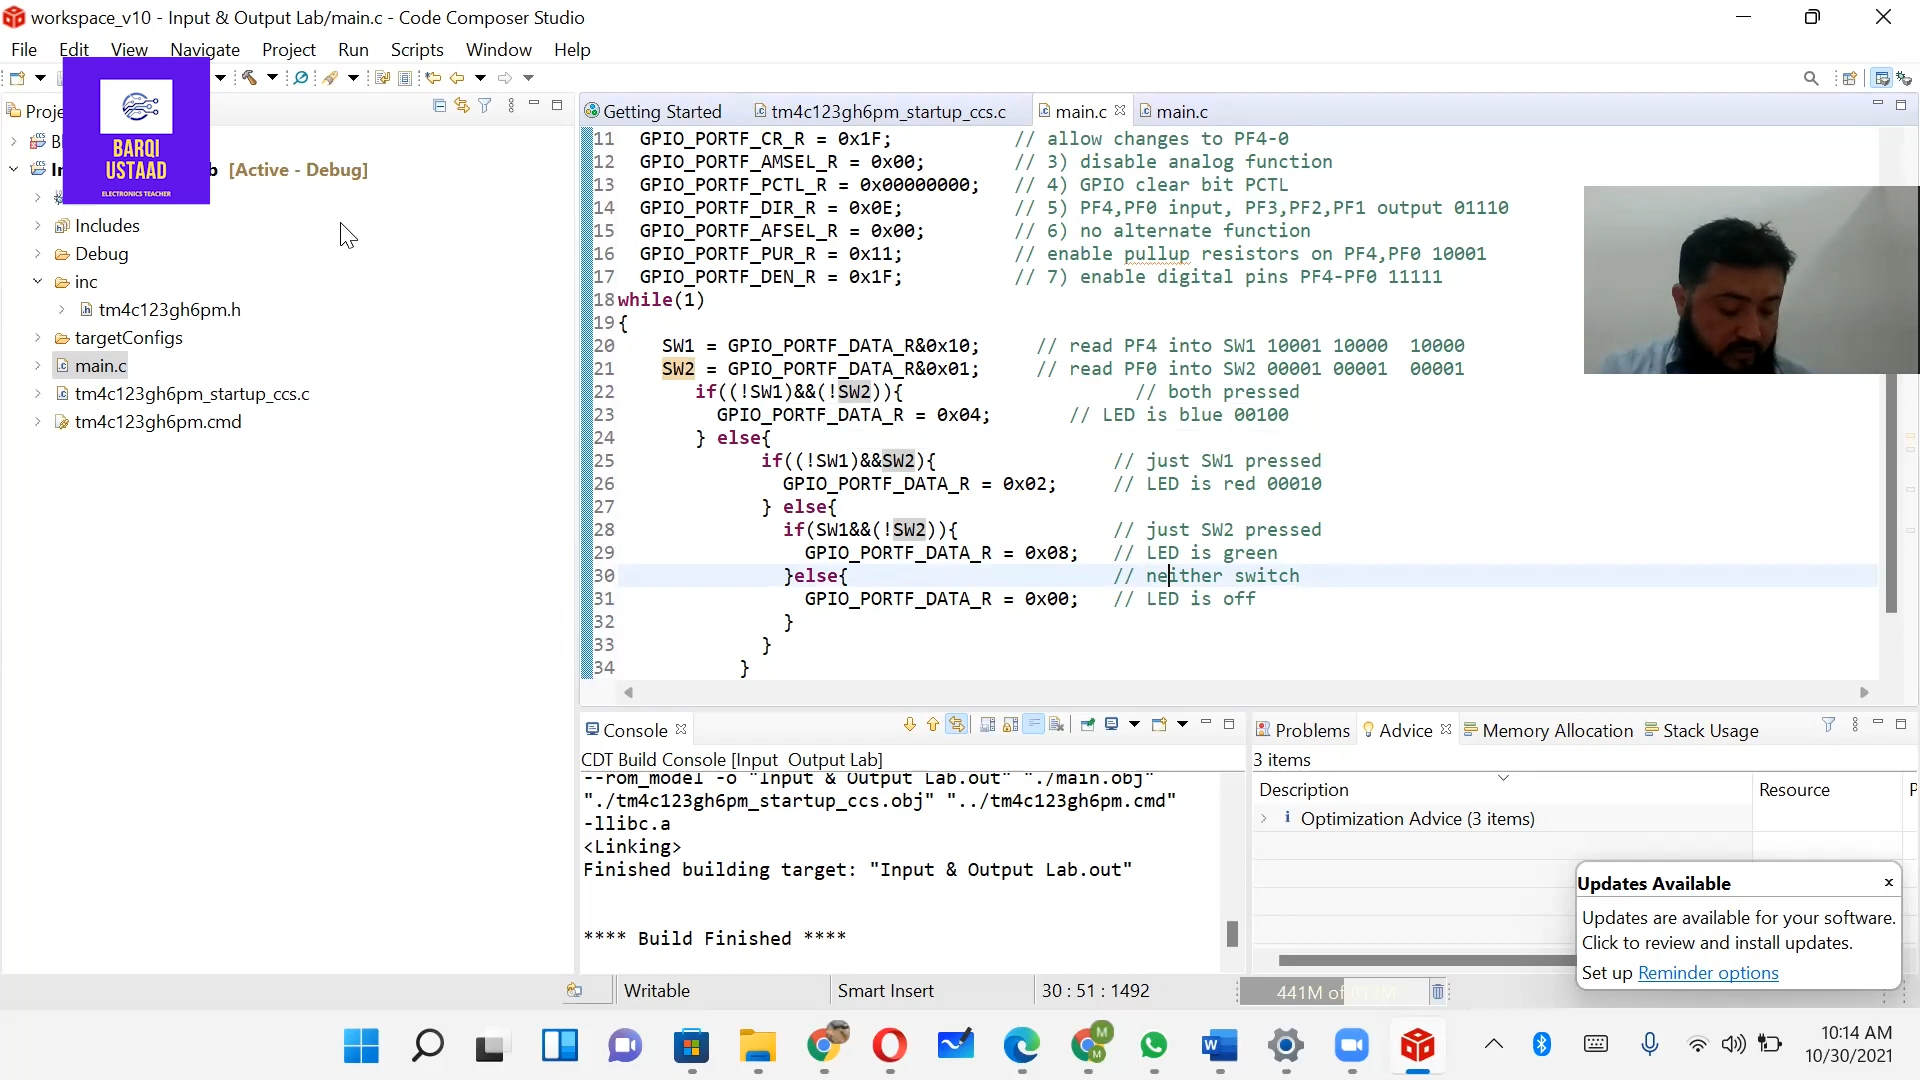 workspace_v10 - Input & Output Lab/main.c - Code Composer Studio
File Edit View Navigate Project Run Scripts Window Help
BARQI
USTAAD
ELECTRONICS TEACHER
[Active - Debug]
Includes
Debug
inc
tm4c123gh6pm.h
targetConfigs
main.c
tm4c123gh6pm_startup_ccs.c
tm4c123gh6pm.cmd
Getting Started tm4c123gh6pm_startup_ccs.c main.c main.c
11 GPIO_PORTF_CR_R = 0x1F; // allow changes to PF4-0
12 GPIO_PORTF_AMSEL_R = 0x00; // 3) disable analog function
13 GPIO_PORTF_PCTL_R = 0x00000000; // 4) GPIO clear bit PCTL
14 GPIO_PORTF_DIR_R = 0x0E; // 5) PF4,PF0 input, PF3,PF2,PF1 output 01110
15 GPIO_PORTF_AFSEL_R = 0x00; // 6) no alternate function
16 GPIO_PORTF_PUR_R = 0x11; // enable pullup resistors on PF4,PF0 10001
17 GPIO_PORTF_DEN_R = 0x1F; // 7) enable digital pins PF4-PF0 11111
18 while(1)
19 {
20 SW1 = GPIO_PORTF_DATA_R&0x10; // read PF4 into SW1 10001 10000 10000
21 SW2 = GPIO_PORTF_DATA_R&0x01; // read PF0 into SW2 00001 00001 00001
22 if((!SW1)&&(!SW2)){ // both pressed
23 GPIO_PORTF_DATA_R = 0x04; // LED is blue 00100
24 } else{
25 if((!SW1)&&SW2){ // just SW1 pressed
26 GPIO_PORTF_DATA_R = 0x02; // LED is red 00010
27 } else{
28 if(SW1&&(!SW2)){ // just SW2 pressed
29 GPIO_PORTF_DATA_R = 0x08; // LED is green
30 }else{ // neither switch
31 GPIO_PORTF_DATA_R = 0x00; // LED is off
32 }
33 }
34 }
Console
CDT Build Console [Input Output Lab]
--rom_model -o "Input & Output Lab.out" "./main.obj"
"./tm4c123gh6pm_startup_ccs.obj" "../tm4c123gh6pm.cmd"
-llibc.a
<Linking>
Finished building target: "Input & Output Lab.out"
**** Build Finished ****
Problems Advice Memory Allocation Stack Usage
3 items
Description Resource P
Optimization Advice (3 items)
Updates Available
Updates are available for your software.
Click to review and install updates.
Set up Reminder options
Writable Smart Insert 30 : 51 : 1492 441M of
10:14 AM
10/30/2021